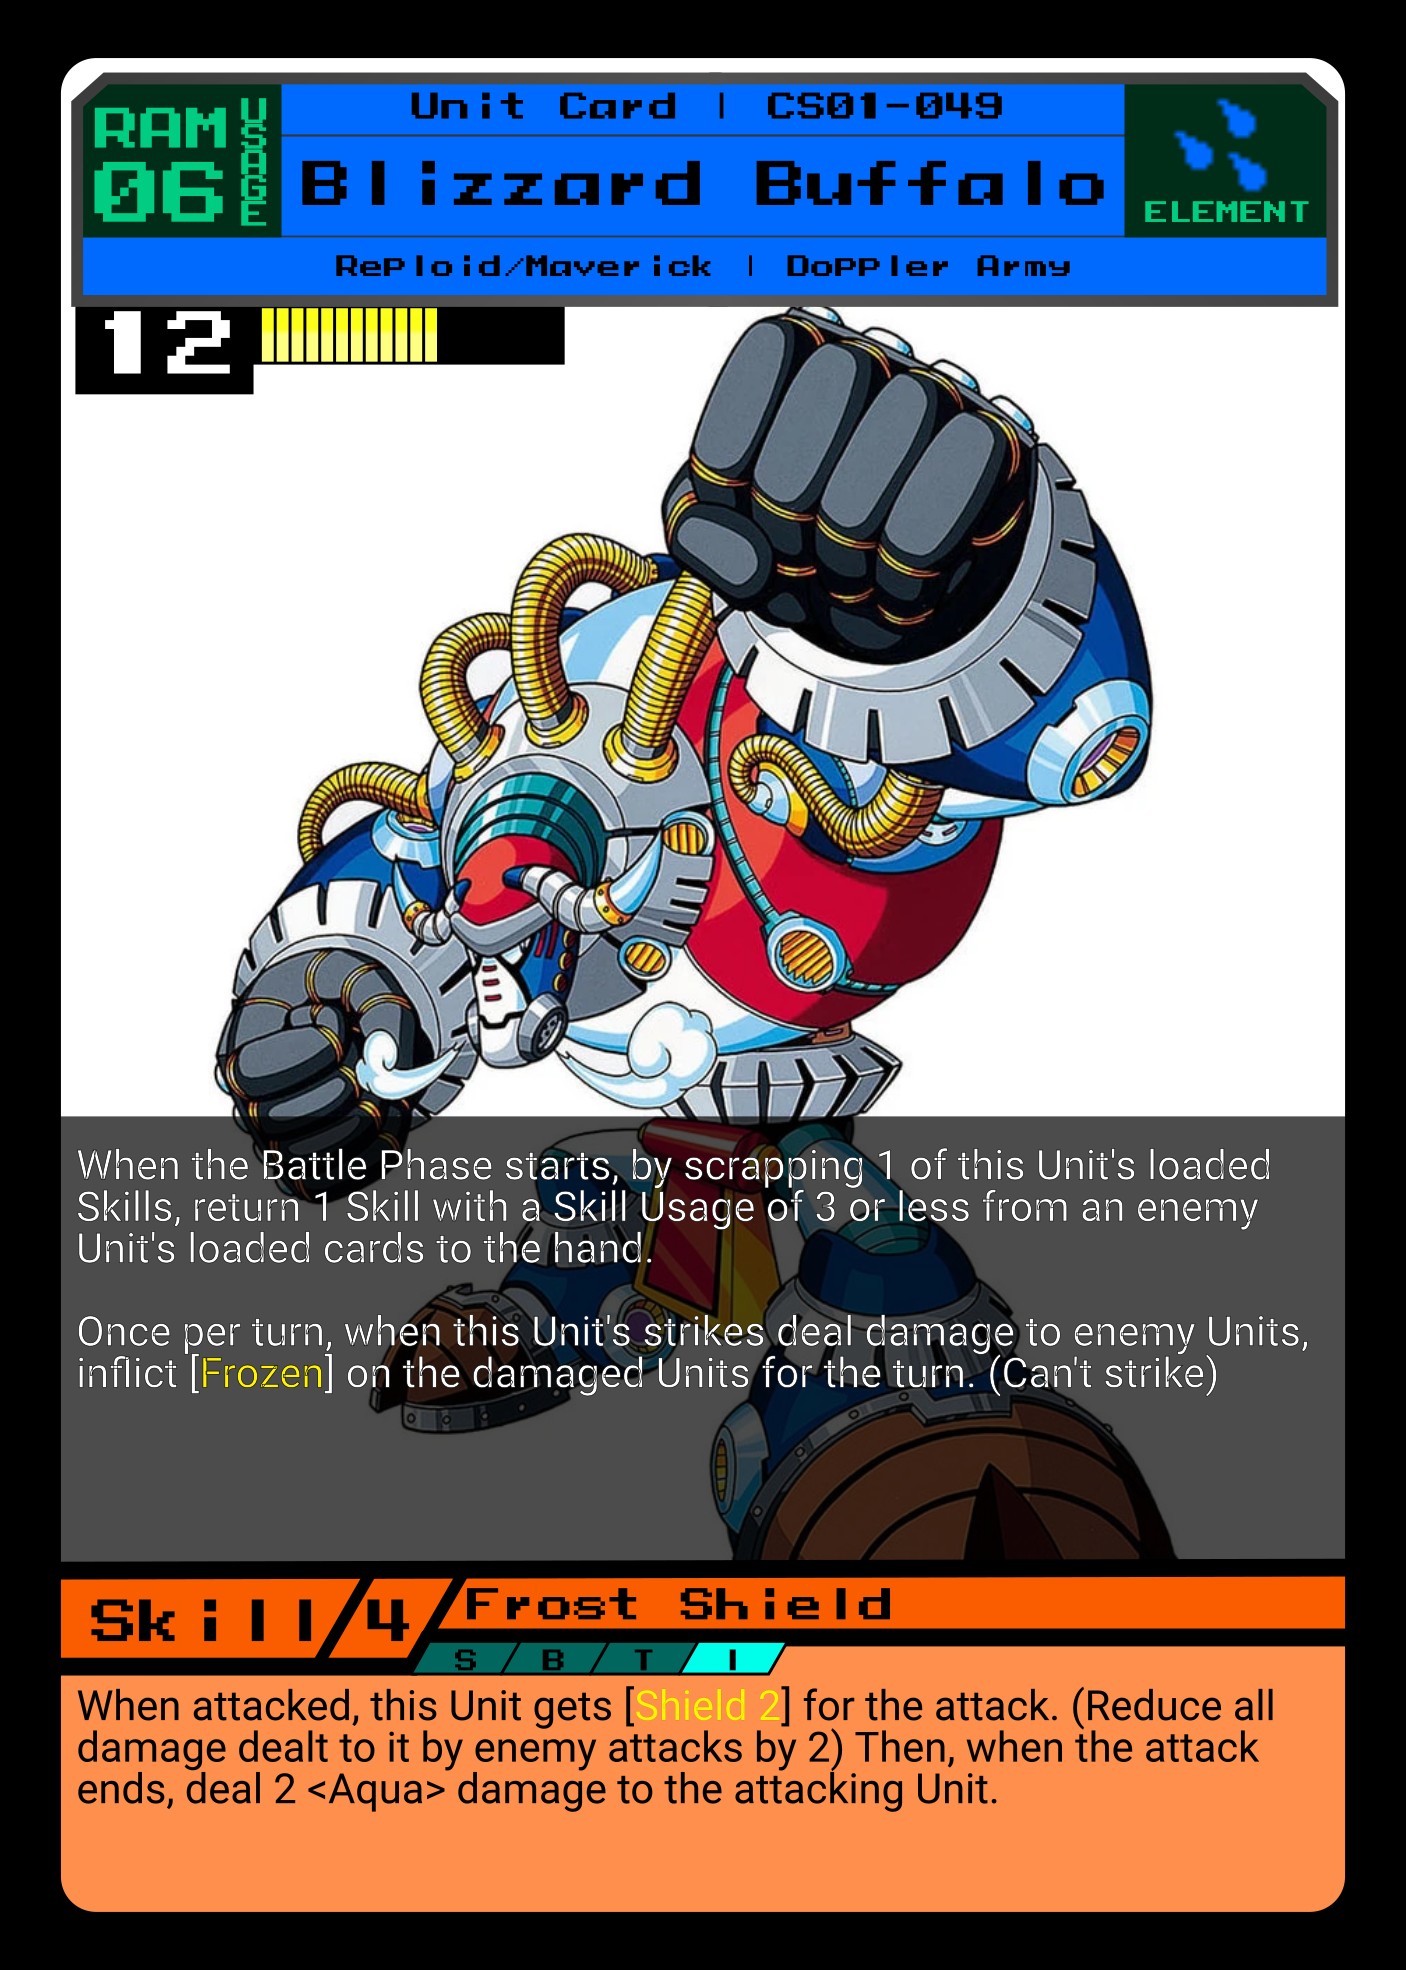 RAM
06
USAGE
Unit Card | CS01-049
Blizzard Buffalo
ELEMENT
Reploid/Maverick | Doppler Army
12
When the Battle Phase starts, by scrapping 1 of this Unit's loaded
Skills, return 1 Skill with a Skill Usage of 3 or less from an enemy
Unit's loaded cards to the hand.
Once per turn, when this Unit's strikes deal damage to enemy Units,
inflict [Frozen] on the damaged Units for the turn. (Can't strike)
Skill/4 Frost Shield
S / B / T / I
When attacked, this Unit gets [Shield 2] for the attack. (Reduce all
damage dealt to it by enemy attacks by 2) Then, when the attack
ends, deal 2 <Aqua> damage to the attacking Unit.